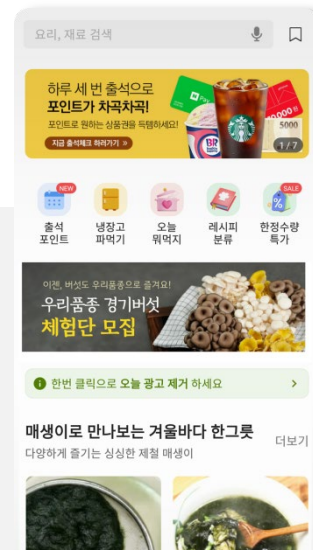 요리, 재료 검색
하루 세 번 출석으로
포인트가 차곡차곡!
포인트로 원하는 상품권을 득템하세요!
지금 출석체크 하러가기 »
Pay
BR
5000
1 / 7
NEW
SALE
출석
포인트
냉장고
파먹기
오늘
뭐먹지
레시피
분류
한정수량
특가
이젠, 버섯도 우리품종으로 즐겨요!
우리품종 경기버섯
체험단 모집
한번 클릭으로 오늘 광고 제거 하세요
매생이로 만나보는 겨울바다 한그릇
더보기
다양하게 즐기는 싱싱한 제철 매생이